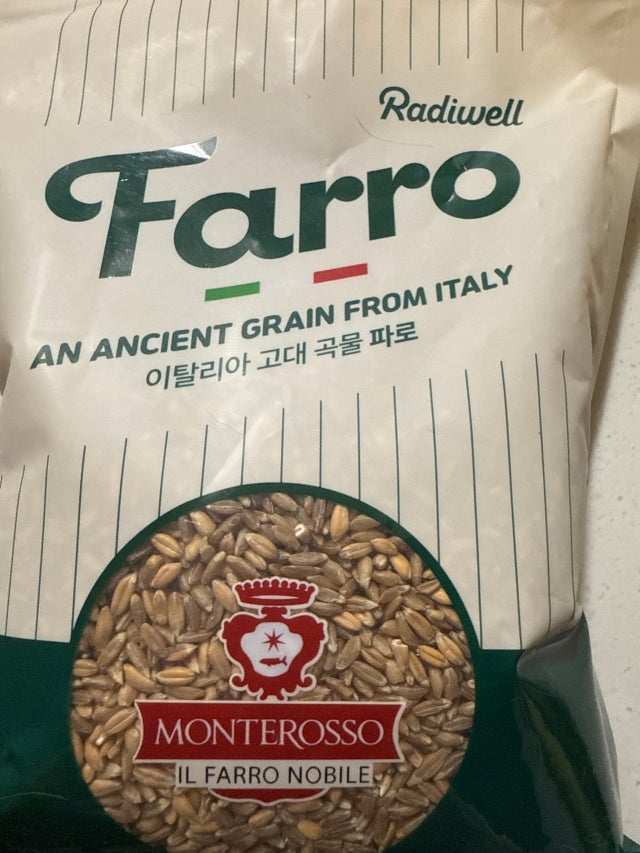 Radiwell
Farro
AN ANCIENT GRAIN FROM ITALY
이탈리아 고대 곡물 파로
MONTEROSSO
IL FARRO NOBILE